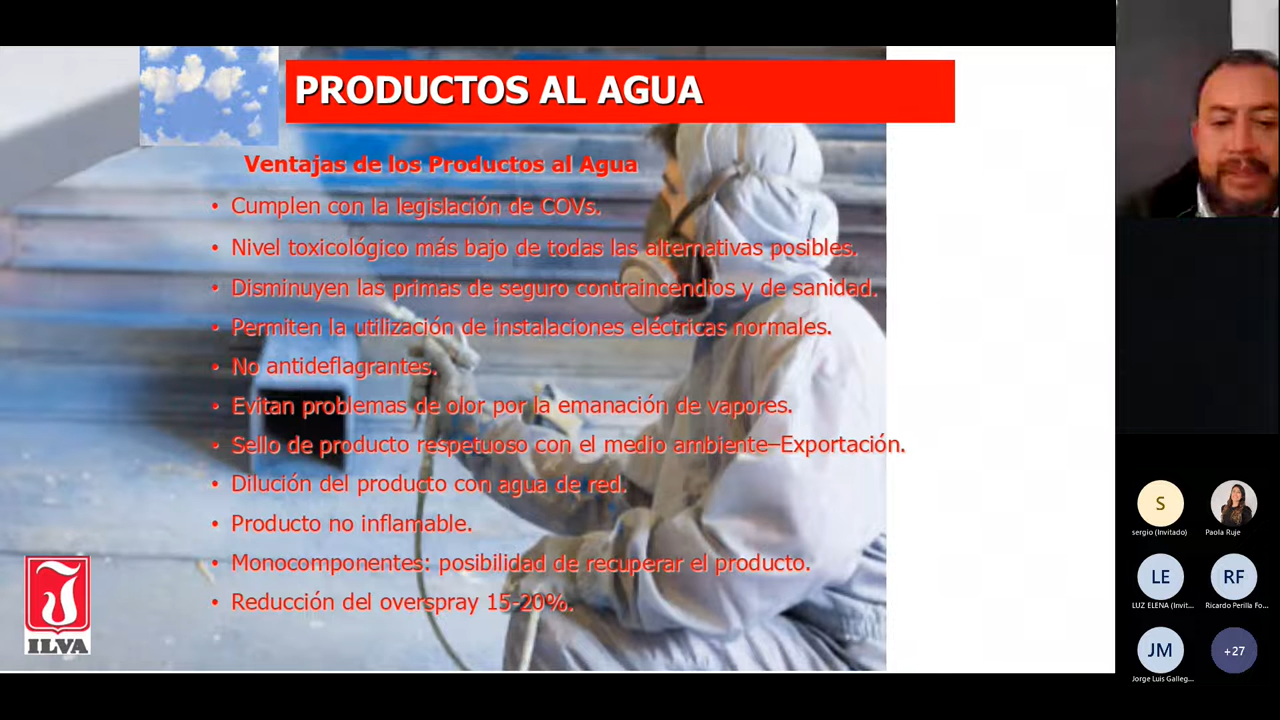 PRODUCTOS AL AGUA
Ventajas de los Productos al Agua
• Cumplen con la legislación de COVs.
• Nivel toxicológico más bajo de todas las alternativas posibles.
• Disminuyen las primas de seguro contraincendios y de sanidad.
• Permiten la utilización de instalaciones eléctricas normales.
• No antideflagrantes.
• Evitan problemas de olor por la emanación de vapores.
• Sello de producto respetuoso con el medio ambiente–Exportación.
• Dilución del producto con agua de red.
• Producto no inflamable.
• Monocomponentes: posibilidad de recuperar el producto.
• Reducción del overspray 15-20%.
ILVA
S
sergio (Invitado)
Paola Ruje
LE
RF
LUZ ELENA (Invit...
Ricardo Perilla Fo...
JM
+27
Jorge Luis Galleg...